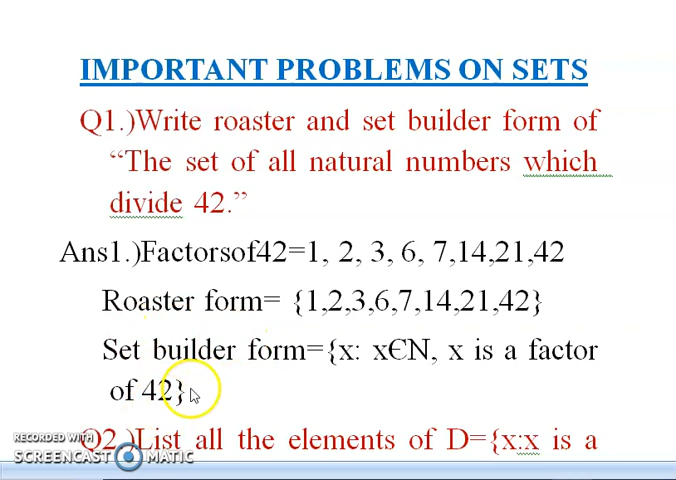 IMPORTANT PROBLEMS ON SETS
Q1.)Write roaster and set builder form of
“The set of all natural numbers which
divide 42.”
Ans1.)Factorsof42=1, 2, 3, 6, 7,14,21,42
Roaster form= {1,2,3,6,7,14,21,42}
Set builder form={x: xЄN, x is a factor
of 42}
Q2.)List all the elements of D={x:x is a
RECORDED WITH
SCREENCAST MATIC